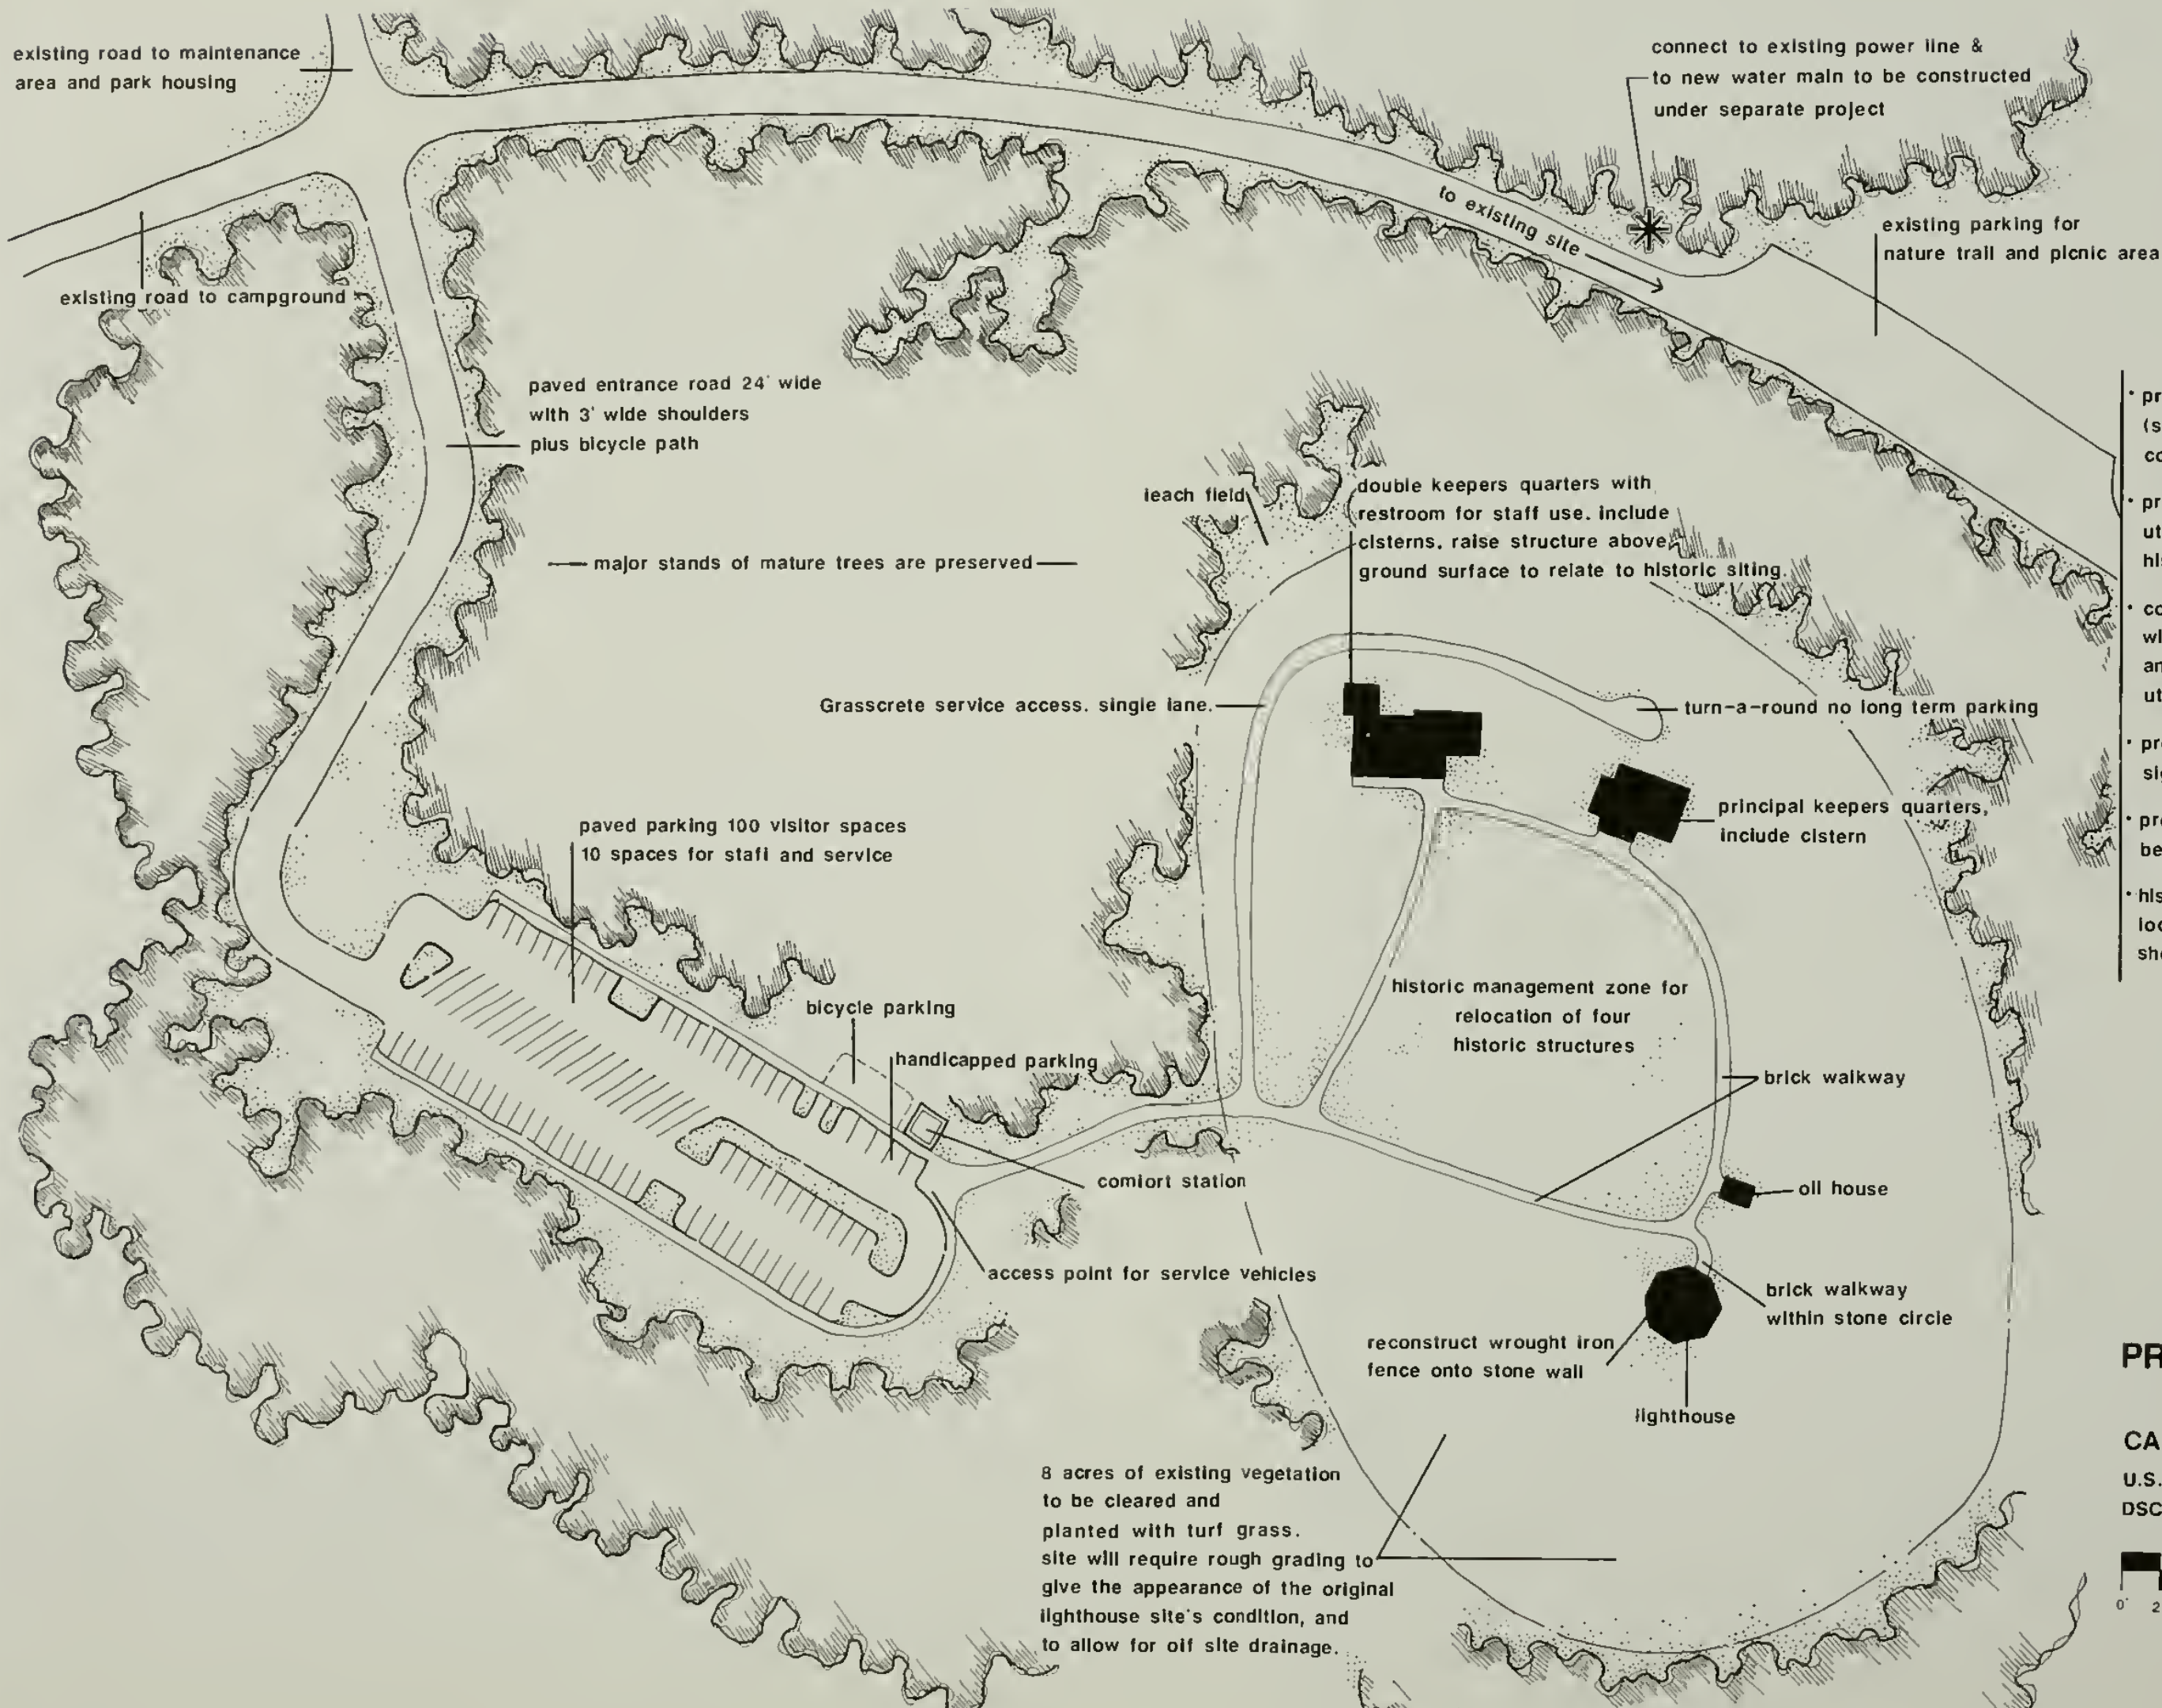 existing road to maintenance
area and park housing
connect to existing power line &
to new water main to be constructed
under separate project
to existing site
existing parking for
nature trail and picnic area
existing road to campground
paved entrance road 24' wide
with 3' wide shoulders
plus bicycle path
leach field
double keepers quarters with
restroom for staff use. include
cisterns. raise structure above
ground surface to relate to historic siting.
major stands of mature trees are preserved
Grasscrete service access. single lane.
turn-a-round no long term parking
principal keepers quarters,
include cistern
paved parking 100 visitor spaces
10 spaces for staff and service
bicycle parking
handicapped parking
historic management zone for
relocation of four
historic structures
brick walkway
comfort station
oil house
access point for service vehicles
brick walkway
within stone circle
reconstruct wrought iron
fence onto stone wall
lighthouse
8 acres of existing vegetation
to be cleared and
planted with turf grass.
site will require rough grading to
give the appearance of the original
lighthouse site's condition, and
to allow for off site drainage.
PR
CA
U.S.
DSC
0' 2